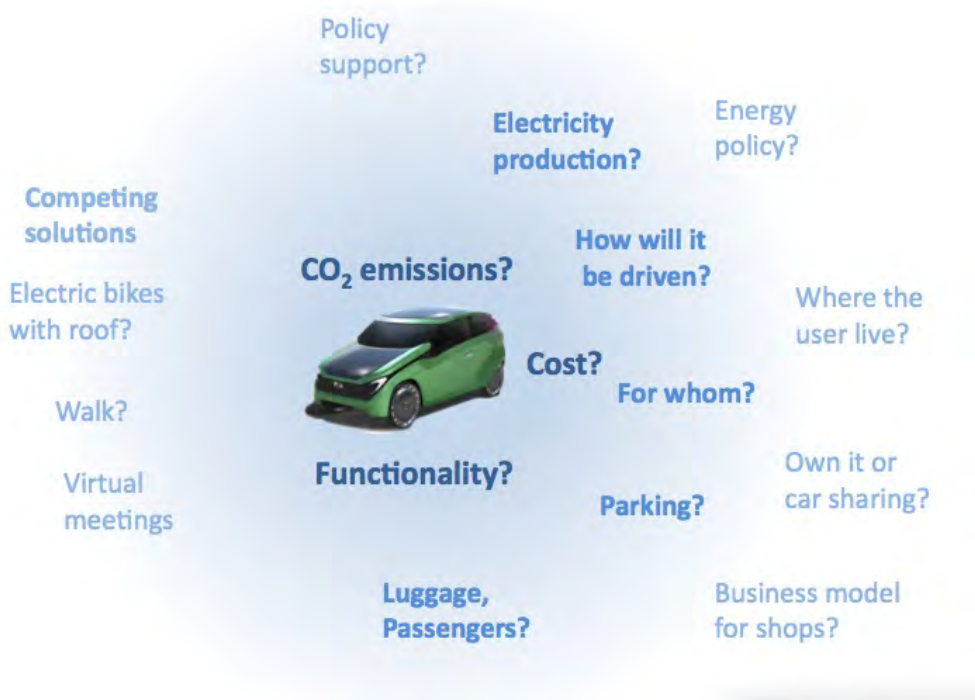 Policy
support?
Electricity
production?
Energy
policy?
Competing
solutions
How will it
be driven?
CO₂ emissions?
Electric bikes
with roof?
Where the
user live?
Cost?
For whom?
Walk?
Functionality?
Own it or
car sharing?
Virtual
meetings
Parking?
Luggage,
Passengers?
Business model
for shops?